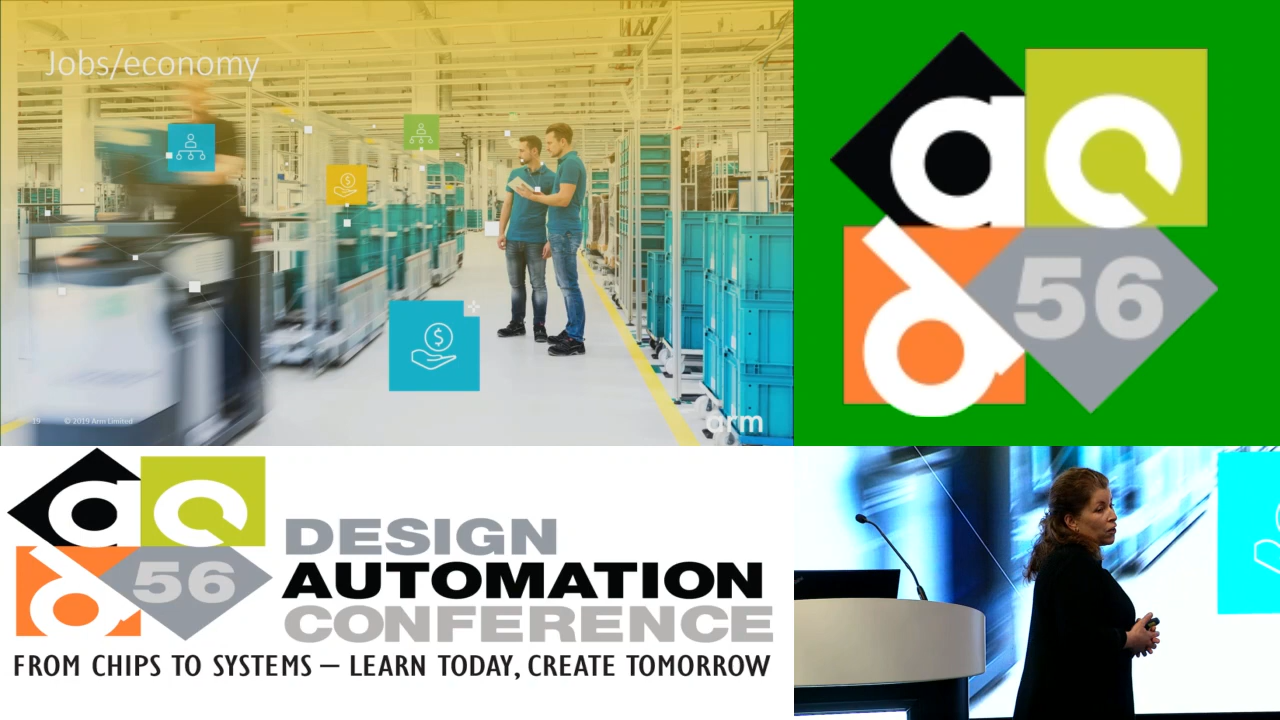 Jobs/economy
19 © 2019 Arm Limited
arm
56
56
DESIGN
AUTOMATION
CONFERENCE
FROM CHIPS TO SYSTEMS — LEARN TODAY, CREATE TOMORROW